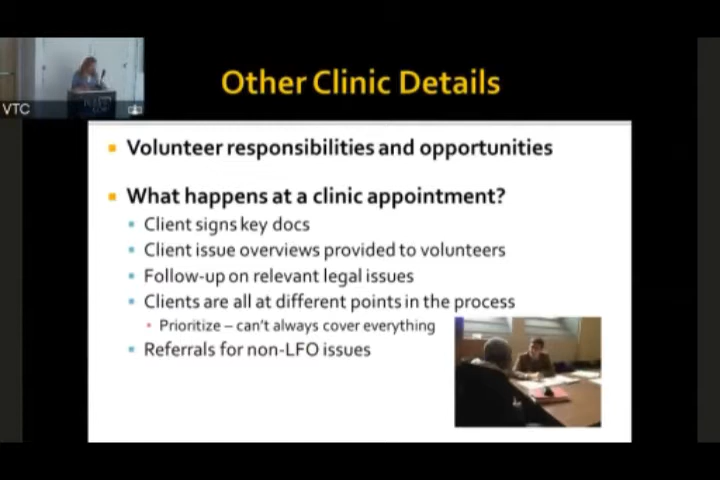 VTC
Other Clinic Details
Volunteer responsibilities and opportunities
What happens at a clinic appointment?
Client signs key docs
Client issue overviews provided to volunteers
Follow-up on relevant legal issues
Clients are all at different points in the process
Prioritize – can't always cover everything
Referrals for non-LFO issues